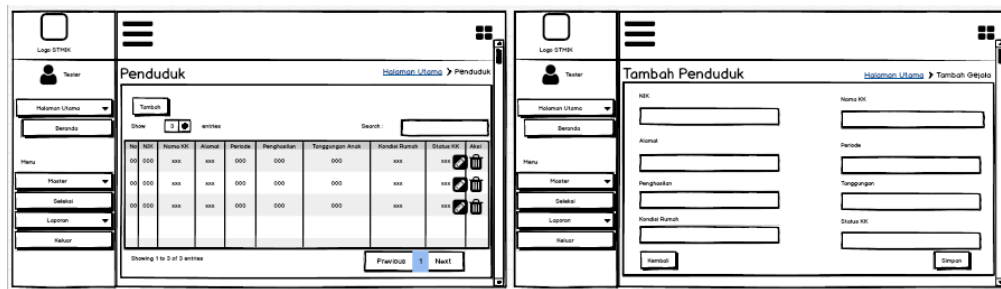 Logo STMIK
Tester
Penduduk
Halaman Utama > Penduduk
Halaman Utama
Beranda
Menu
Master
Seleksi
Laporan
Keluar
Tambah
Show 3 entries
Search :
No NIK Nama KK Alamat Periode Penghasilan Tanggungan Anak Kondisi Rumah Status KK Aksi
00 000 xxx xxx 000 000 000 xxx xxx
00 000 xxx xxx 000 000 000 xxx xxx
00 000 xxx xxx 000 000 000 xxx xxx
Showing 1 to 3 of 3 entries
Previous 1 Next
Logo STMIK
Tester
Tambah Penduduk
Halaman Utama > Tambah Gejala
Halaman Utama
Beranda
Menu
Master
Seleksi
Laporan
Keluar
NIK
Nama KK
Alamat
Periode
Penghasilan
Tanggungan
Kondisi Rumah
Status KK
Kembali
Simpan